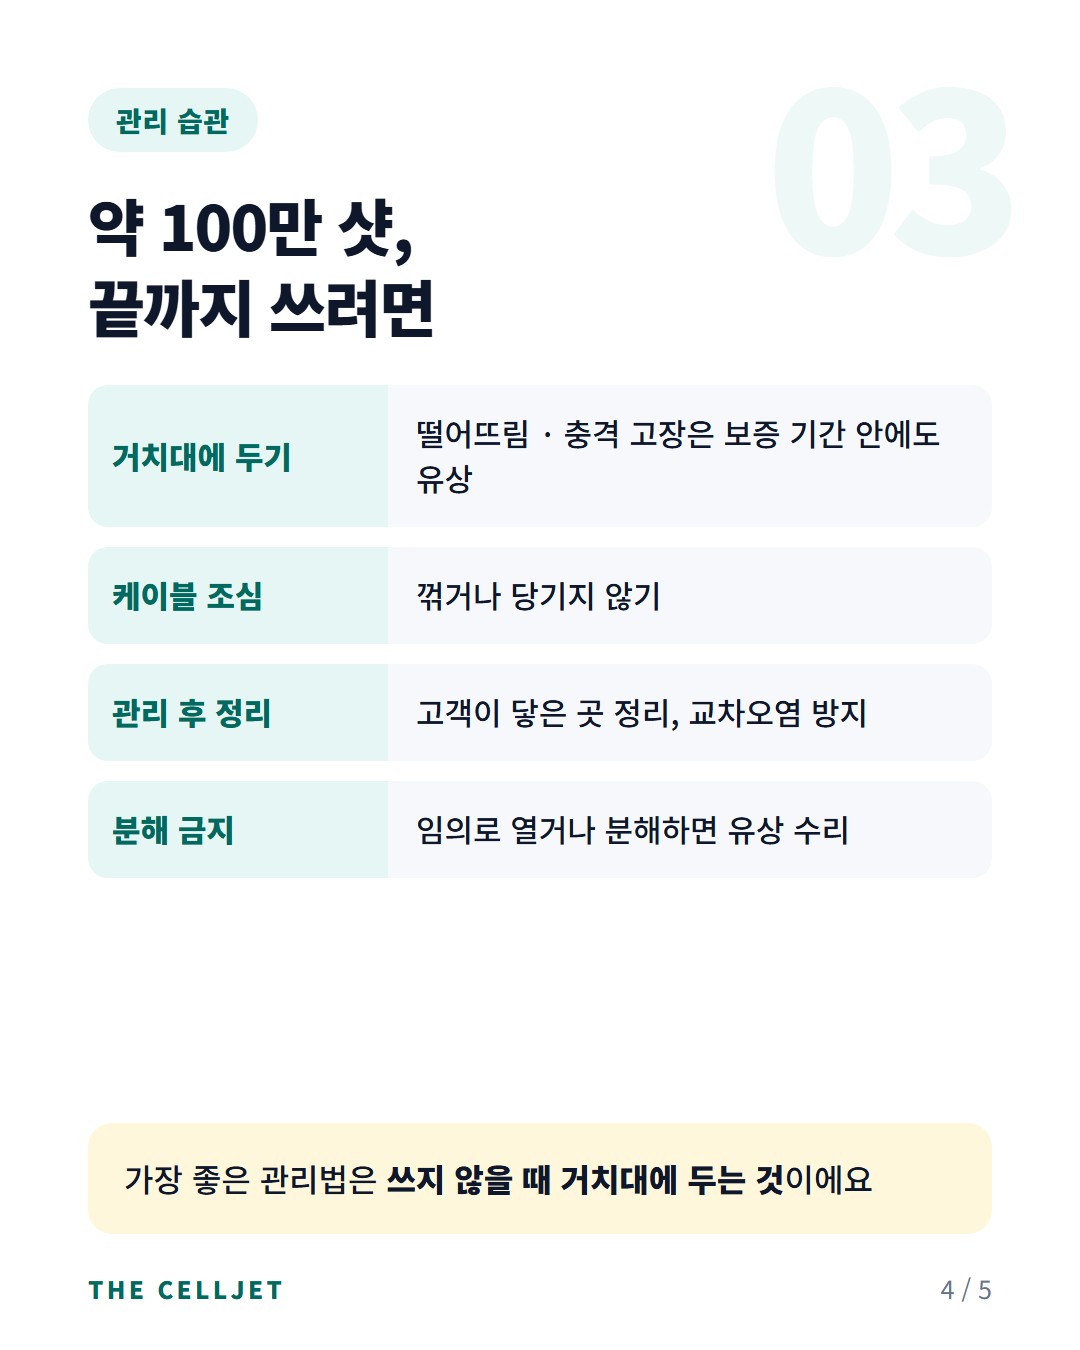 관리 습관
03
약 100만 샷,
끝까지 쓰려면
거치대에 두기
떨어뜨림 · 충격 고장은 보증 기간 안에도
유상
케이블 조심
꺾거나 당기지 않기
관리 후 정리
고객이 닿은 곳 정리, 교차오염 방지
분해 금지
임의로 열거나 분해하면 유상 수리
가장 좋은 관리법은 쓰지 않을 때 거치대에 두는 것이에요
THE CELLJET
4 / 5